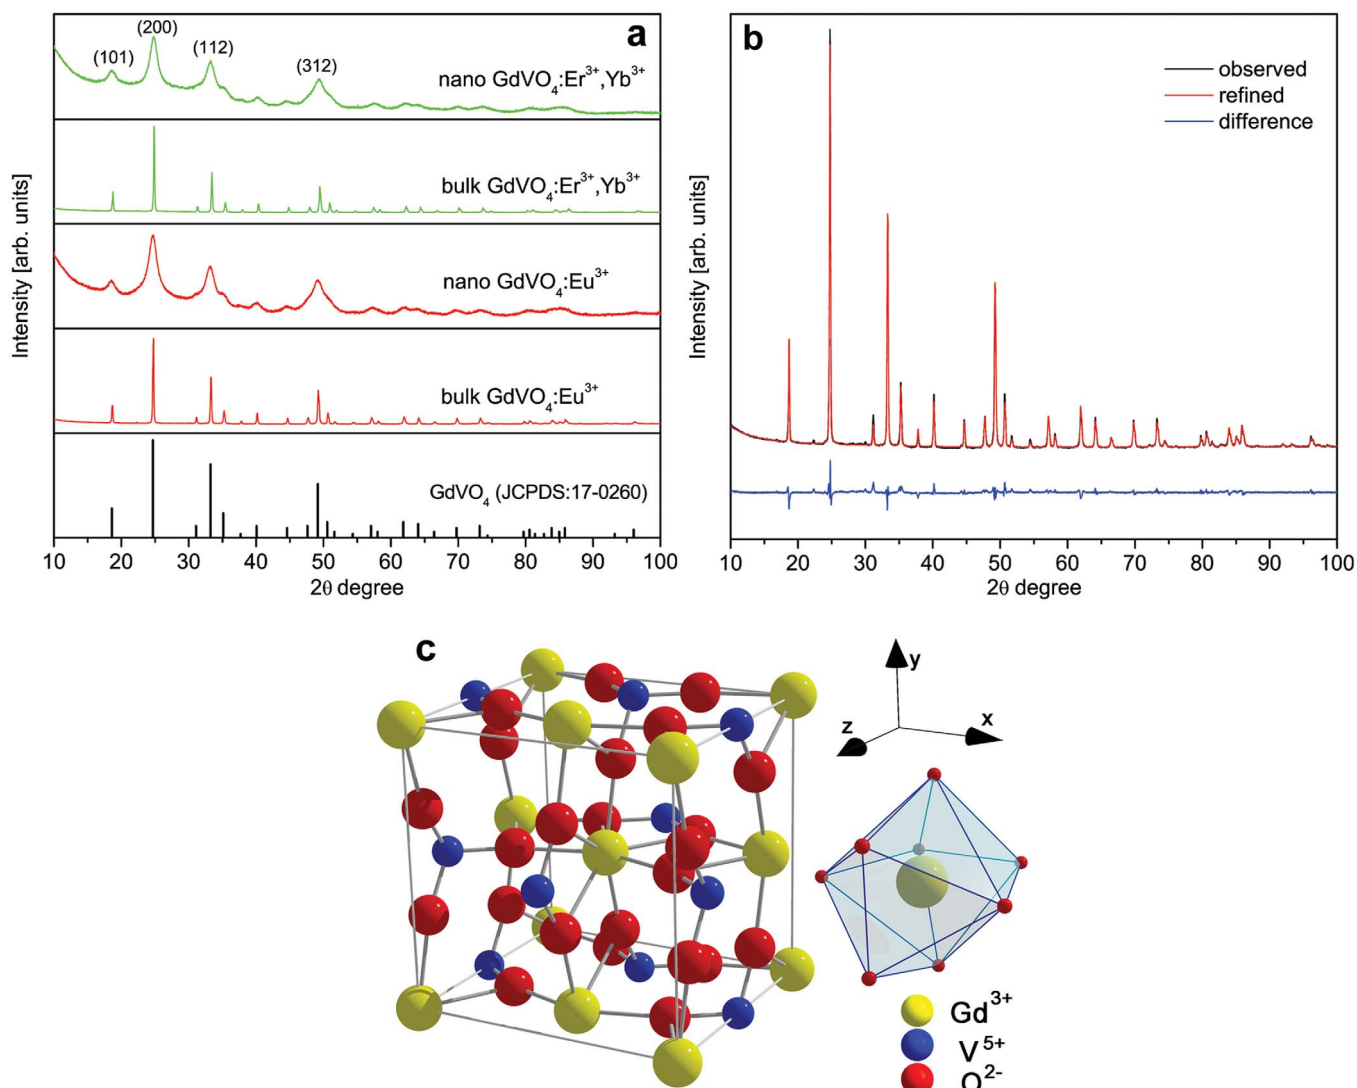 a
(101)
(200)
(112)
(312)
nano GdVO₄:Er³⁺,Yb³⁺
bulk GdVO₄:Er³⁺,Yb³⁺
nano GdVO₄:Eu³⁺
bulk GdVO₄:Eu³⁺
GdVO₄ (JCPDS:17-0260)
Intensity [arb. units]
10 20 30 40 50 60 70 80 90 100
2θ degree
b
observed
refined
difference
Intensity [arb. units]
10 20 30 40 50 60 70 80 90 100
2θ degree
c
y
z
x
Gd³⁺
V⁵⁺
O²⁻